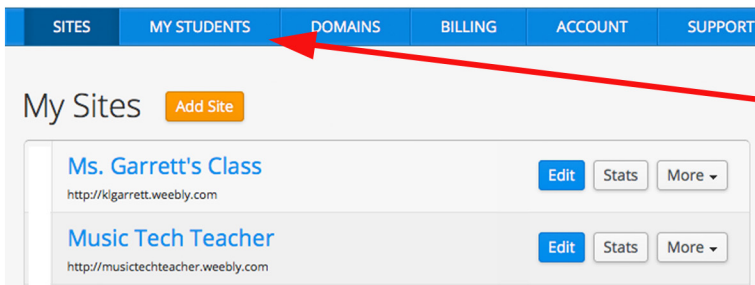 SITES MY STUDENTS DOMAINS BILLING ACCOUNT SUPPORT
My Sites Add Site
Ms. Garrett's Class
Edit Stats More
http://klgarrett.weebly.com
Music Tech Teacher
Edit Stats More
http://musictechteacher.weebly.com